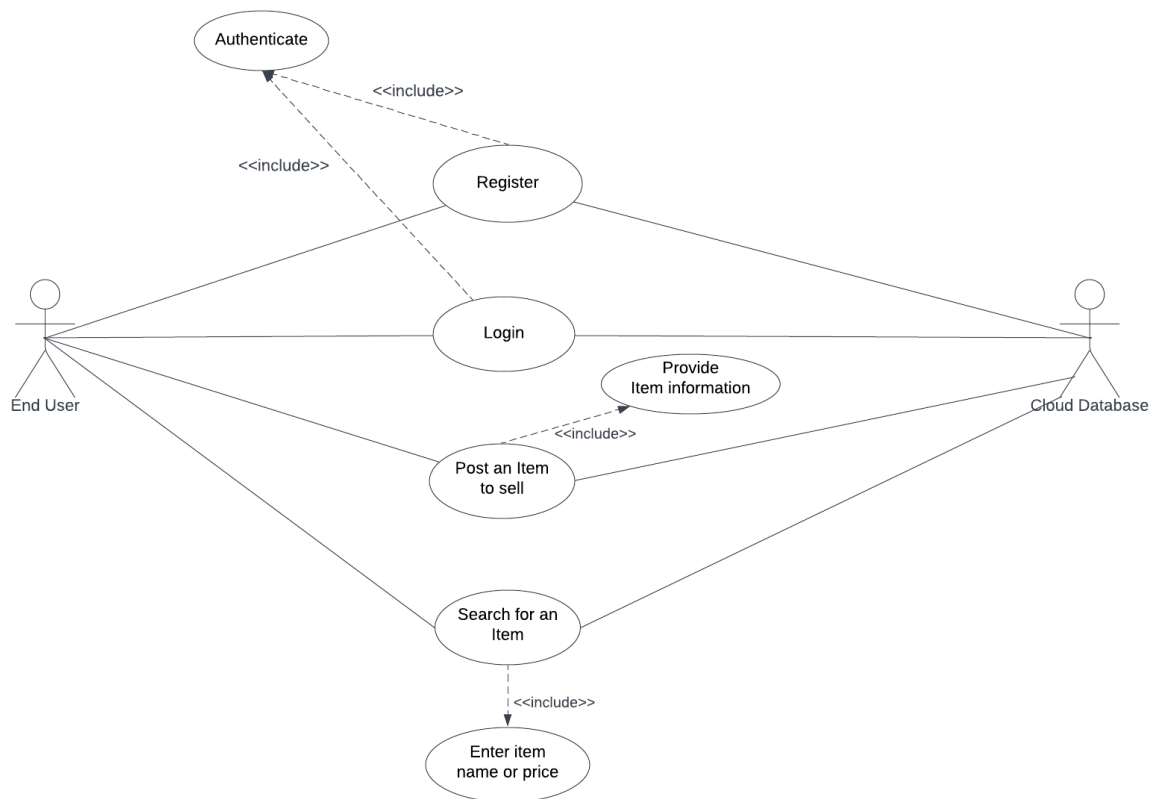 Authenticate
<<include>>
<<include>>
Register
Login
Provide
Item information
End User
Cloud Database
<<include>>
Post an Item
to sell
Search for an
Item
<<include>>
Enter item
name or price